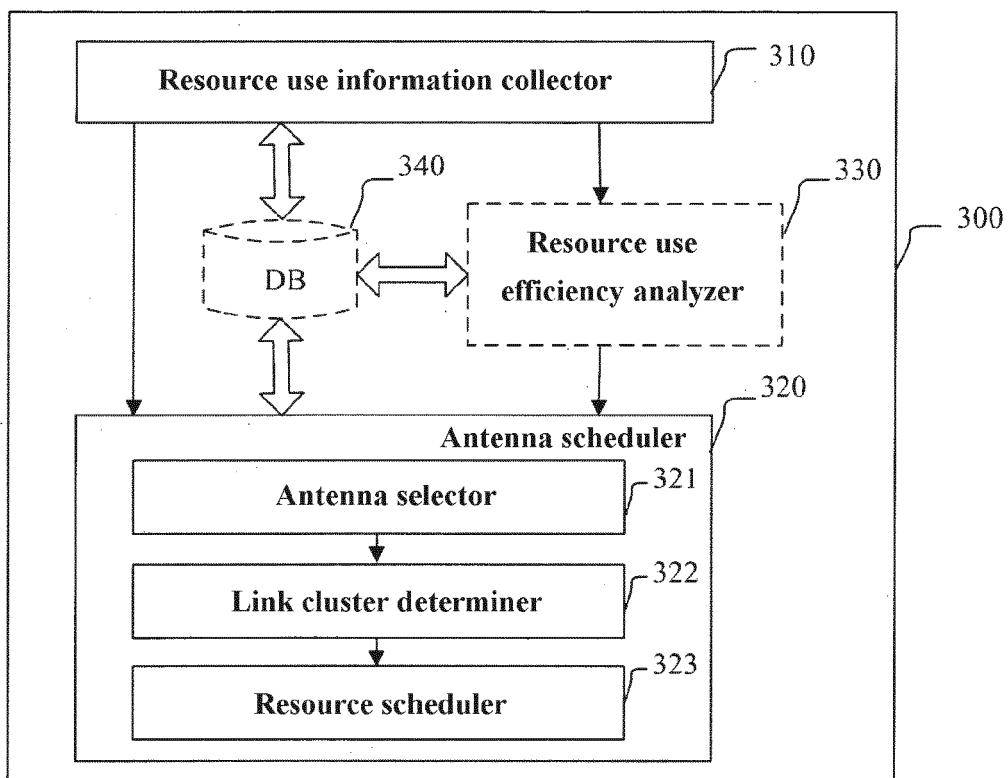 310
Resource use information collector
340
330
300
Resource use
efficiency analyzer
DB
320
Antenna scheduler
321
Antenna selector
322
Link cluster determiner
323
Resource scheduler